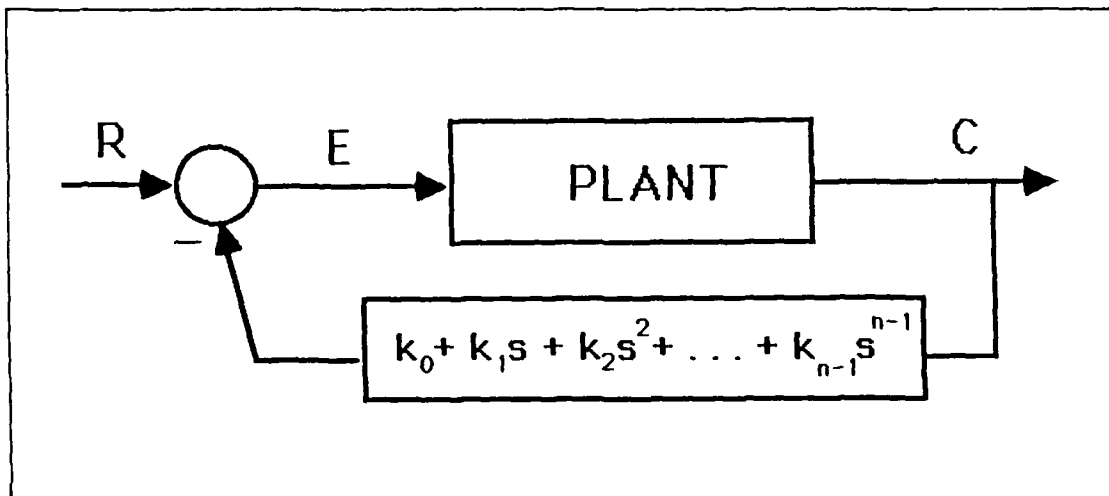 R
E
PLANT
C
−
k₀ + k₁s + k₂s² + . . . + kₙ₋₁sⁿ⁻¹